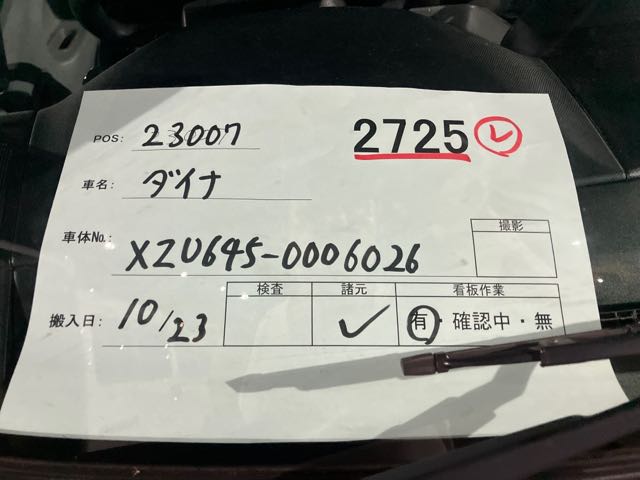 POS: 23007 2725 レ
車名: ダイナ
車体No.: XZU645-0006026 撮影
検査 諸元 看板作業
搬入日: 10/23 ✓ 有・確認中・無